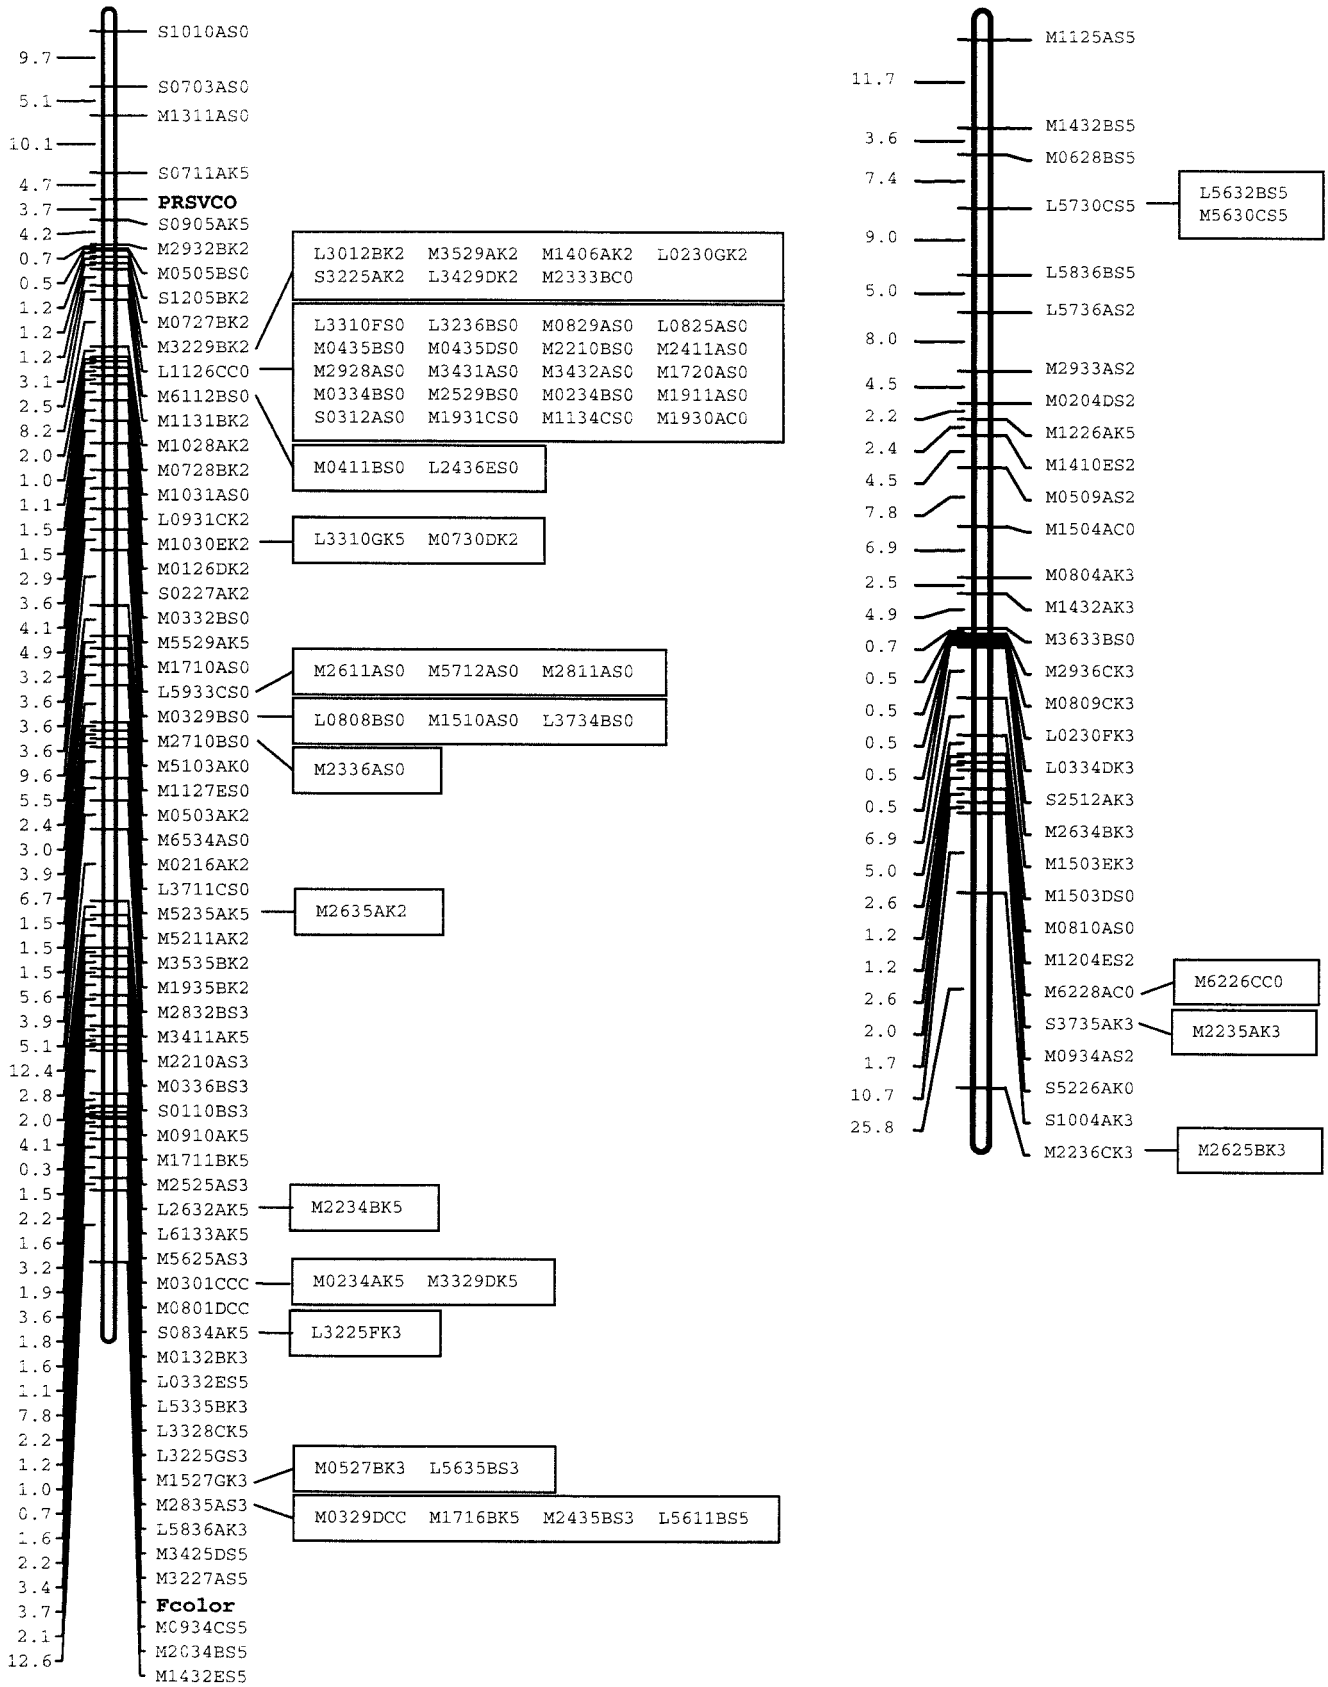 S1010AS0
9.7
S0703AS0
5.1
M1311AS0
10.1
S0711AK5
4.7
PRSVCO
3.7
S0905AK5
4.2
M2932BK2
0.7
M0505BS0
0.5
S1205BK2
1.2
M0727BK2
1.2
M3229BK2
1.2
L1126CC0
3.1
M6112BS0
2.5
M1131BK2
8.2
M1028AK2
2.0
M0728BK2
1.0
M1031AS0
1.1
L0931CK2
1.5
M1030EK2
1.5
M0126DK2
2.9
S0227AK2
3.6
M0332BS0
4.1
M5529AK5
4.9
M1710AS0
3.2
L5933CS0
3.6
M0329BS0
3.6
M2710BS0
3.6
M5103AK0
9.6
M1127ES0
5.5
M0503AK2
2.4
M6534AS0
3.0
M0216AK2
3.9
L3711CS0
6.7
M5235AK5
1.5
M5211AK2
1.5
M3535BK2
1.5
M1935BK2
5.6
M2832BS3
3.9
M3411AK5
5.1
M2210AS3
12.4
M0336BS3
2.8
S0110BS3
2.0
M0910AK5
4.1
M1711BK5
0.3
M2525AS3
1.5
L2632AK5
2.2
L6133AK5
1.6
M5625AS3
3.2
M0301CCC
1.9
M0801DCC
3.6
S0834AK5
1.8
M0132BK3
1.6
L0332ES5
1.1
L5335BK3
7.8
L3328CK5
2.2
L3225GS3
1.2
M1527GK3
1.0
M2835AS3
0.7
L5836AK3
1.6
M3425DS5
2.2
M3227AS5
3.4
Fcolor
3.7
M0934CS5
2.1
M2034BS5
12.6
M1432ES5
L3012BK2 M3529AK2 M1406AK2 L0230GK2
S3225AK2 L3429DK2 M2333BC0
L3310FS0 L3236BS0 M0829AS0 L0825AS0
M0435BS0 M0435DS0 M2210BS0 M2411AS0
M2928AS0 M3431AS0 M3432AS0 M1720AS0
M0334BS0 M2529BS0 M0234BS0 M1911AS0
S0312AS0 M1931CS0 M1134CS0 M1930AC0
M0411BS0 L2436ES0
L3310GK5 M0730DK2
M2611AS0 M5712AS0 M2811AS0
L0808BS0 M1510AS0 L3734BS0
M2336AS0
M2635AK2
M2234BK5
M0234AK5 M3329DK5
L3225FK3
M0527BK3 L5635BS3
M0329DCC M1716BK5 M2435BS3 L5611BS5
M1125AS5
11.7
M1432BS5
3.6
M0628BS5
7.4
L5730CS5
9.0
L5836BS5
5.0
L5736AS2
8.0
M2933AS2
4.5
M0204DS2
2.2
M1226AK5
2.4
M1410ES2
4.5
M0509AS2
7.8
M1504AC0
6.9
M0804AK3
2.5
M1432AK3
4.9
M3633BS0
0.7
M2936CK3
0.5
M0809CK3
0.5
L0230FK3
0.5
L0334DK3
0.5
S2512AK3
0.5
M2634BK3
6.9
M1503EK3
5.0
M1503DS0
2.6
M0810AS0
1.2
M1204ES2
1.2
M6228AC0
2.6
S3735AK3
2.0
M0934AS2
1.7
S5226AK0
10.7
S1004AK3
25.8
M2236CK3
L5632BS5
M5630CS5
M6226CC0
M2235AK3
M2625BK3